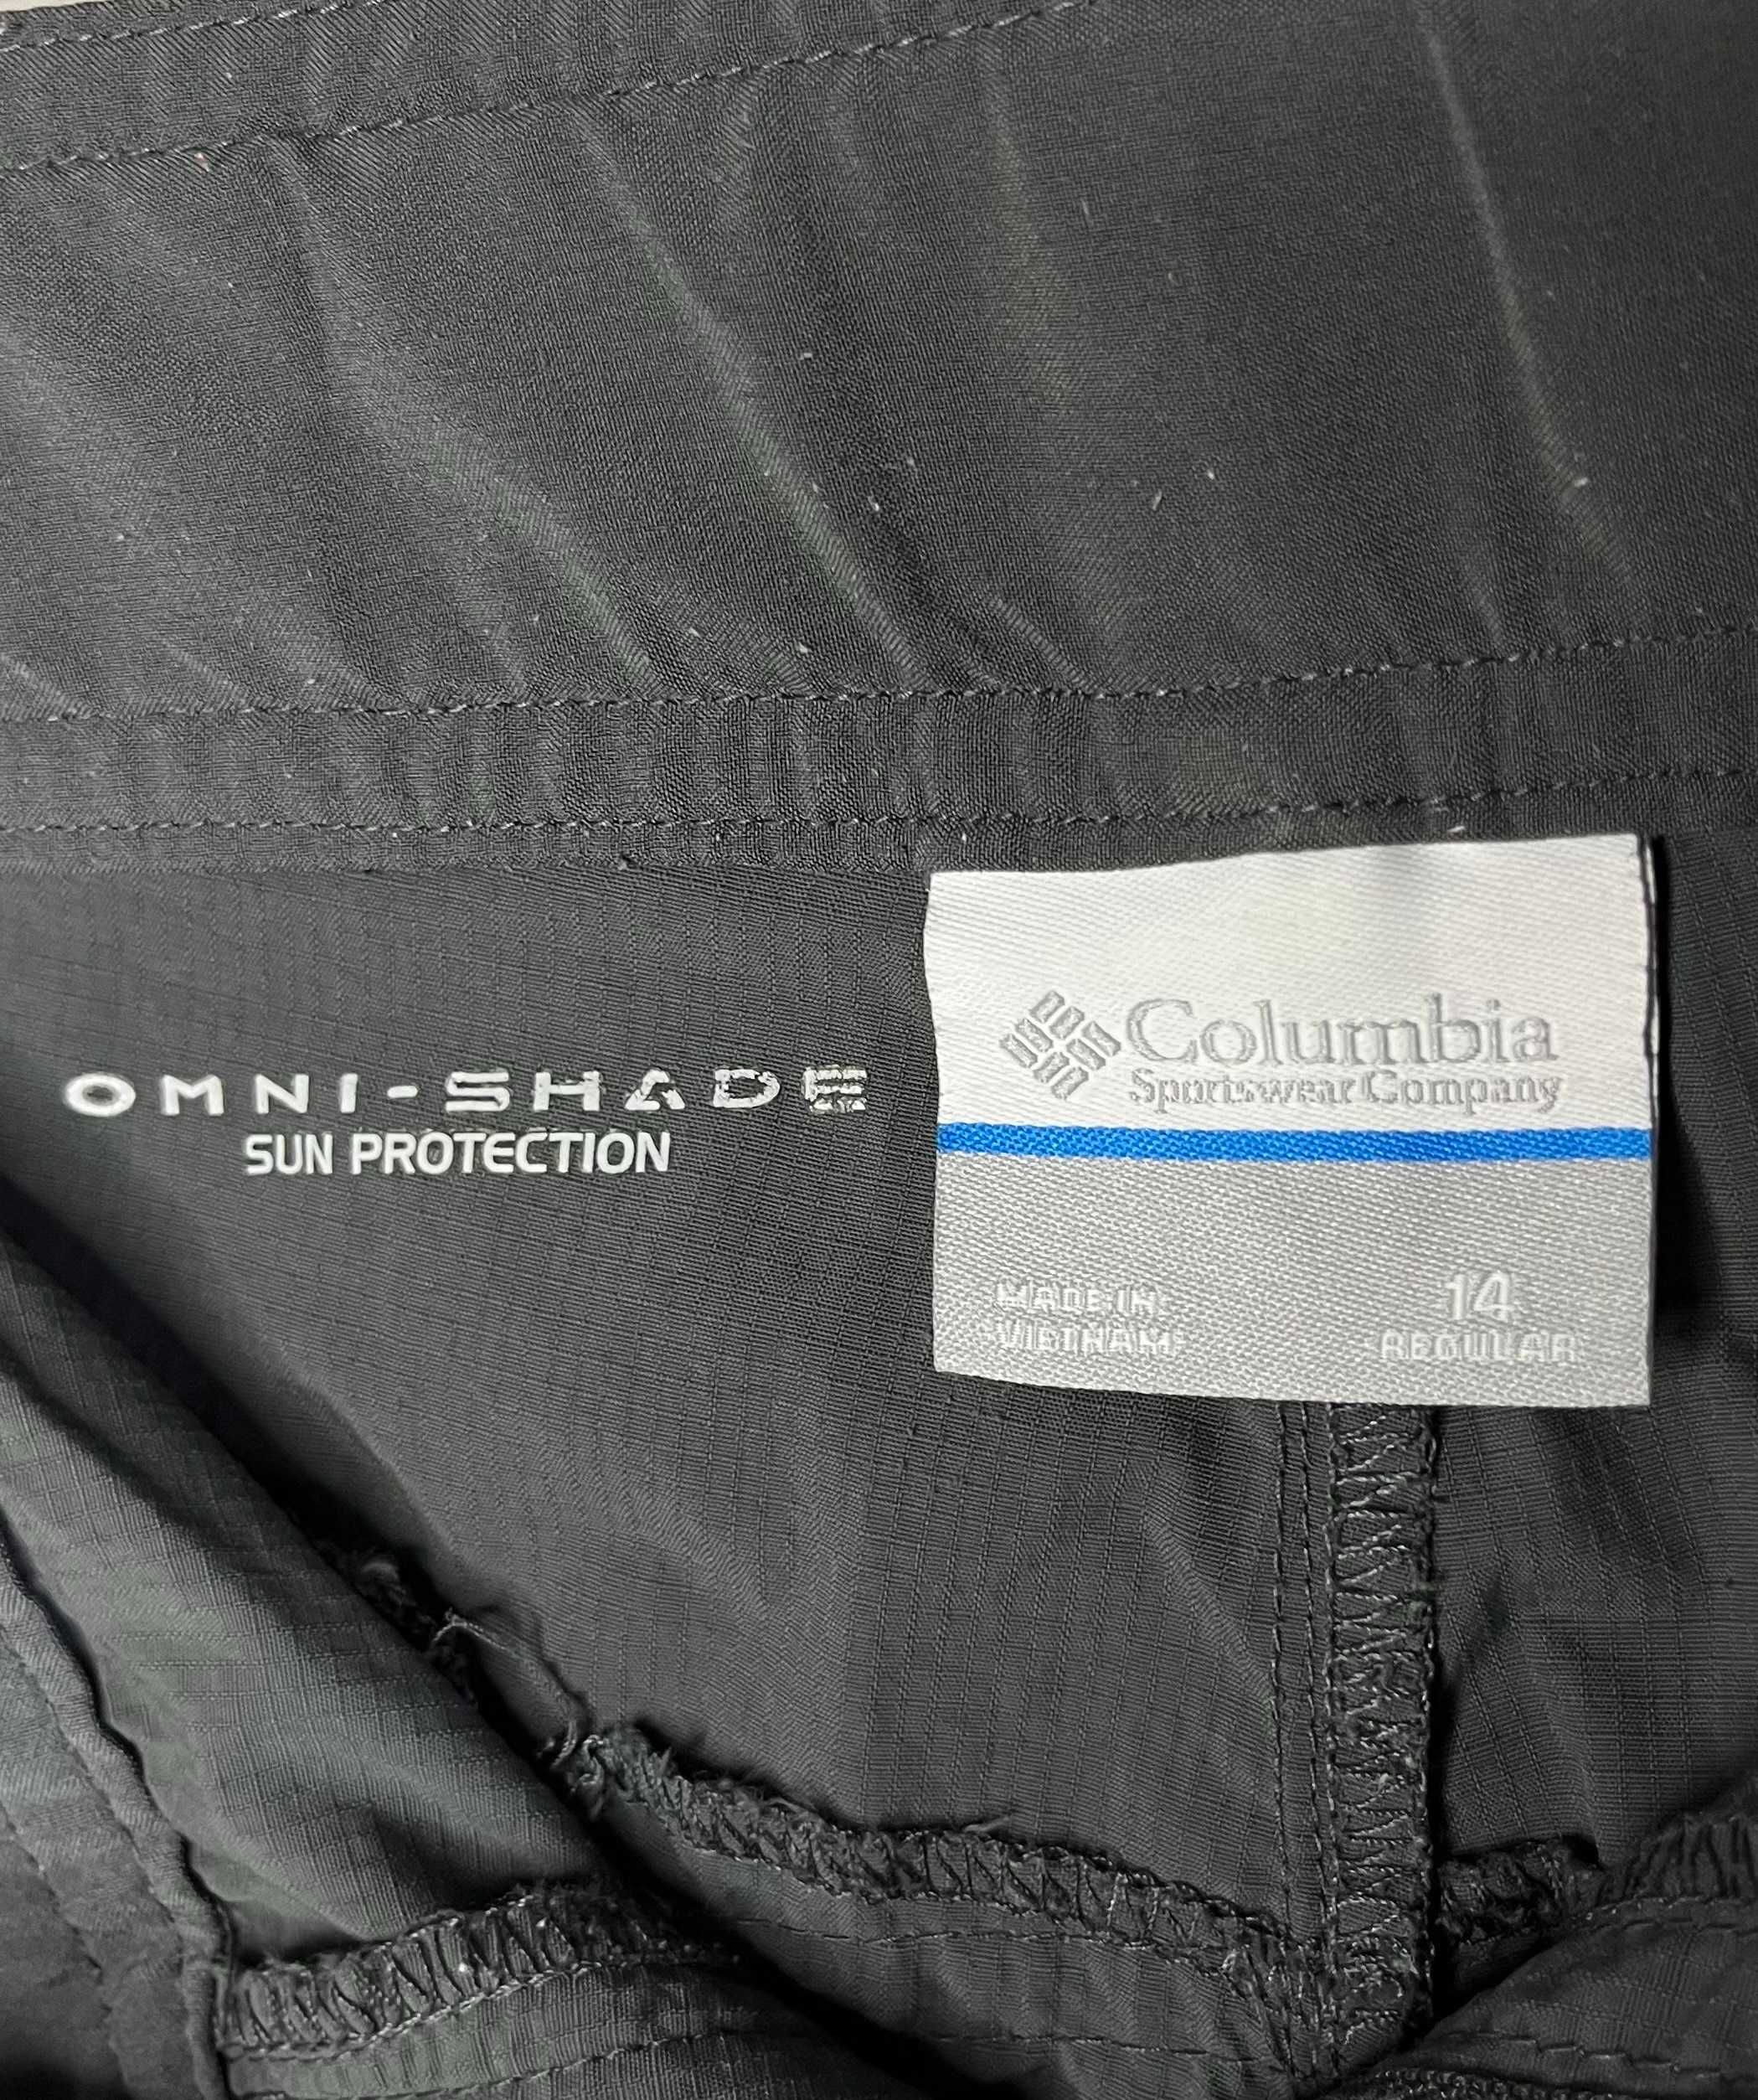 OMNI-SHADE
SUN PROTECTION
Columbia
Sportswear Company
MADE IN
VIETNAM
14
REGULAR